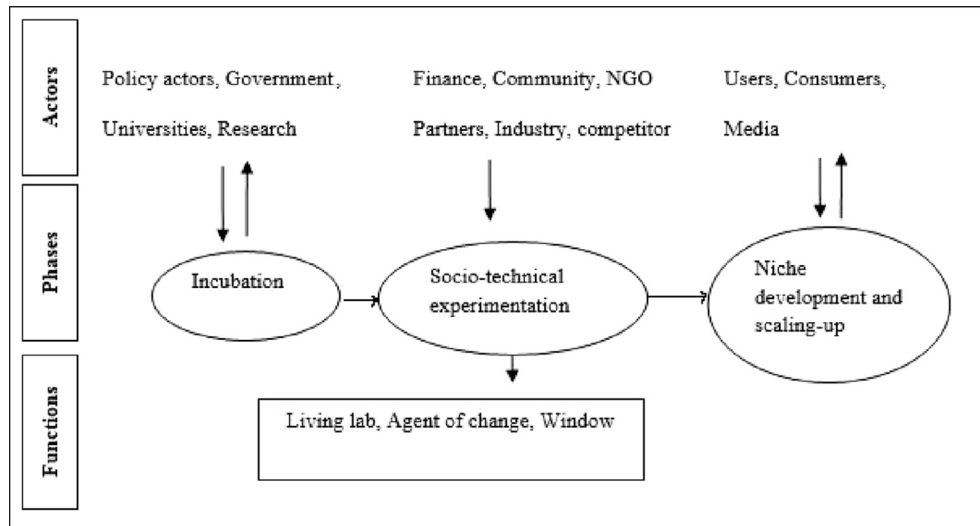 Actors
Policy actors, Government,
Universities, Research
Finance, Community, NGO
Partners, Industry, competitor
Users, Consumers,
Media
Phases
Incubation
Socio-technical
experimentation
Niche
development and
scaling-up
Functions
Living lab, Agent of change, Window